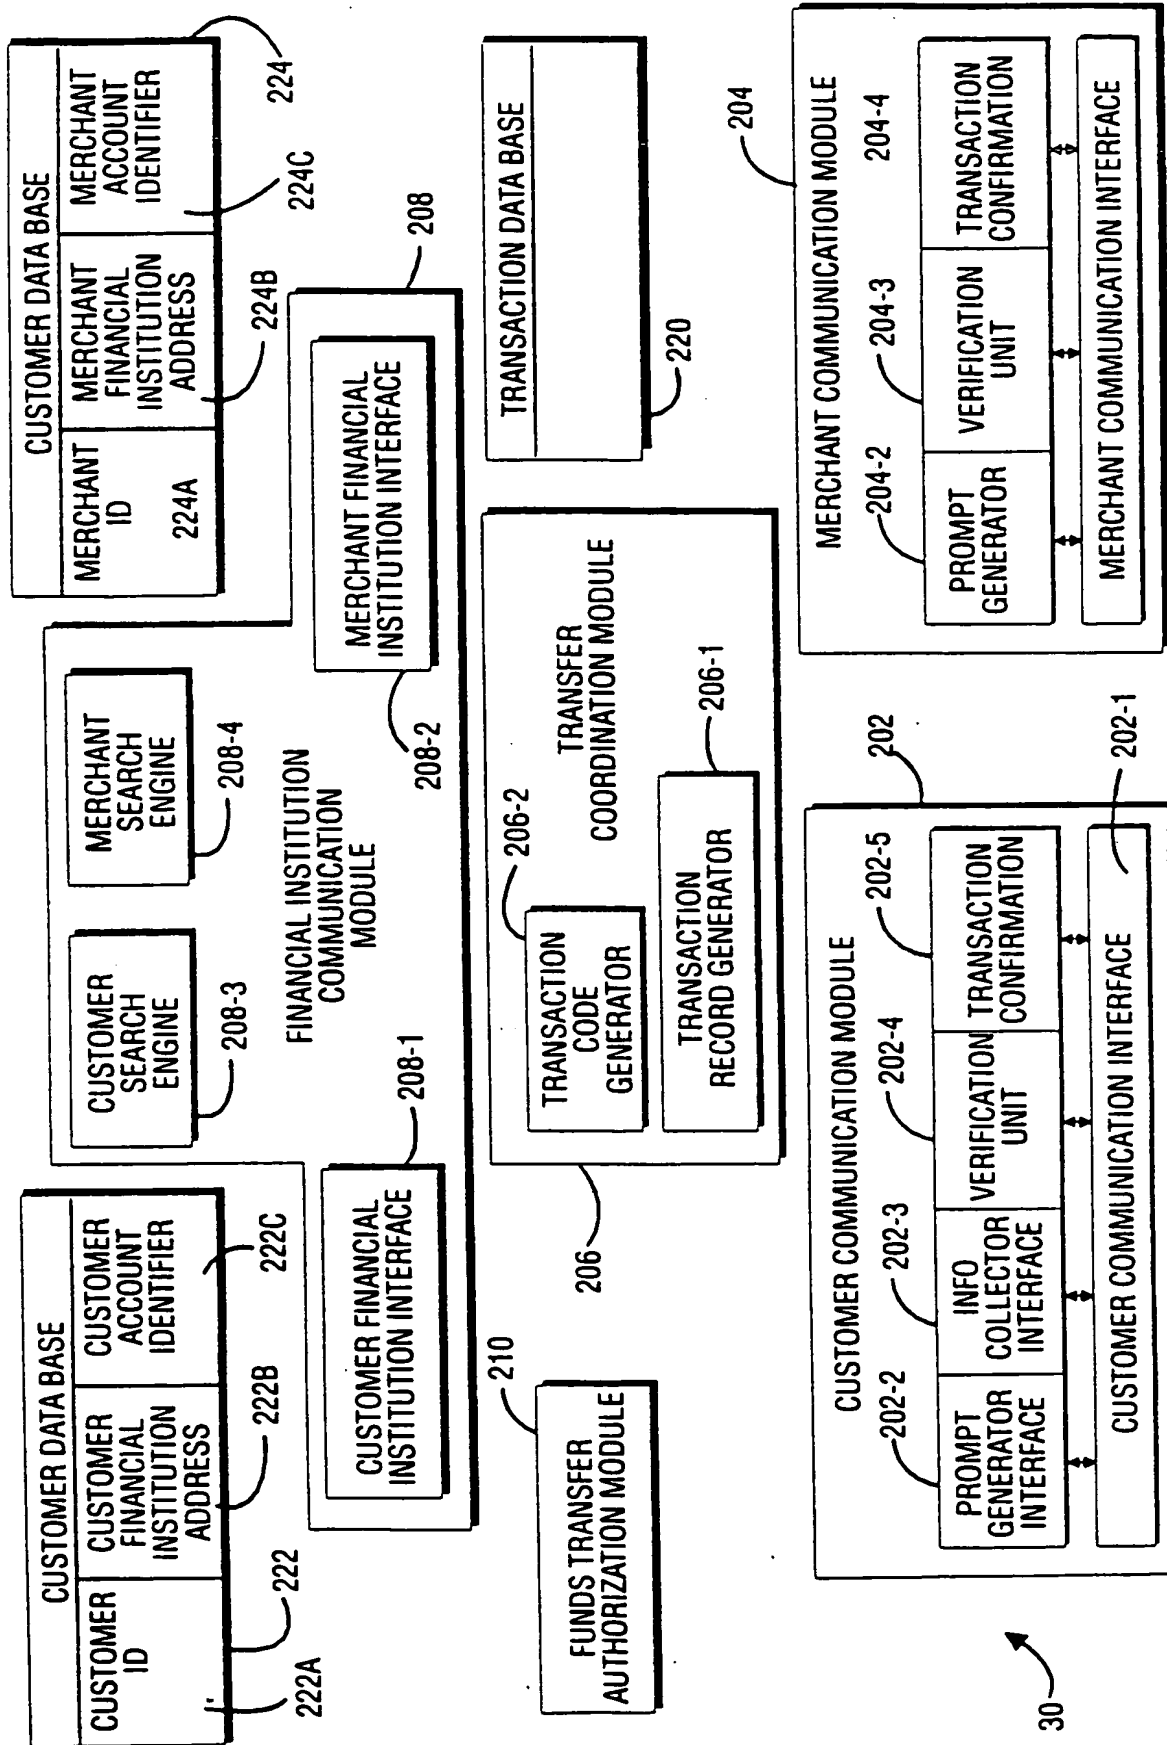 CUSTOMER DATA BASE
CUSTOMER
ID
222A
CUSTOMER
FINANCIAL
INSTITUTION
ADDRESS
222B
CUSTOMER
ACCOUNT
IDENTIFIER
222C
222
CUSTOMER
SEARCH
ENGINE
208-3
MERCHANT
SEARCH
ENGINE
208-4
FINANCIAL INSTITUTION
COMMUNICATION
MODULE
CUSTOMER FINANCIAL
INSTITUTION INTERFACE
208-1
MERCHANT FINANCIAL
INSTITUTION INTERFACE
208-2
208
CUSTOMER DATA BASE
MERCHANT
ID
224A
MERCHANT
FINANCIAL
INSTITUTION
ADDRESS
224B
MERCHANT
ACCOUNT
IDENTIFIER
224C
224
FUNDS TRANSFER
AUTHORIZATION MODULE
210
206
TRANSACTION
CODE
GENERATOR
206-2
TRANSFER
COORDINATION MODULE
TRANSACTION
RECORD GENERATOR
206-1
TRANSACTION DATA BASE
220
30
CUSTOMER COMMUNICATION MODULE
202
202-2
202-3
202-4
202-5
PROMPT
GENERATOR
INTERFACE
INFO
COLLECTOR
INTERFACE
VERIFICATION
UNIT
TRANSACTION
CONFIRMATION
CUSTOMER COMMUNICATION INTERFACE
202-1
MERCHANT COMMUNICATION MODULE
204
204-2
204-3
204-4
PROMPT
GENERATOR
VERIFICATION
UNIT
TRANSACTION
CONFIRMATION
MERCHANT COMMUNICATION INTERFACE